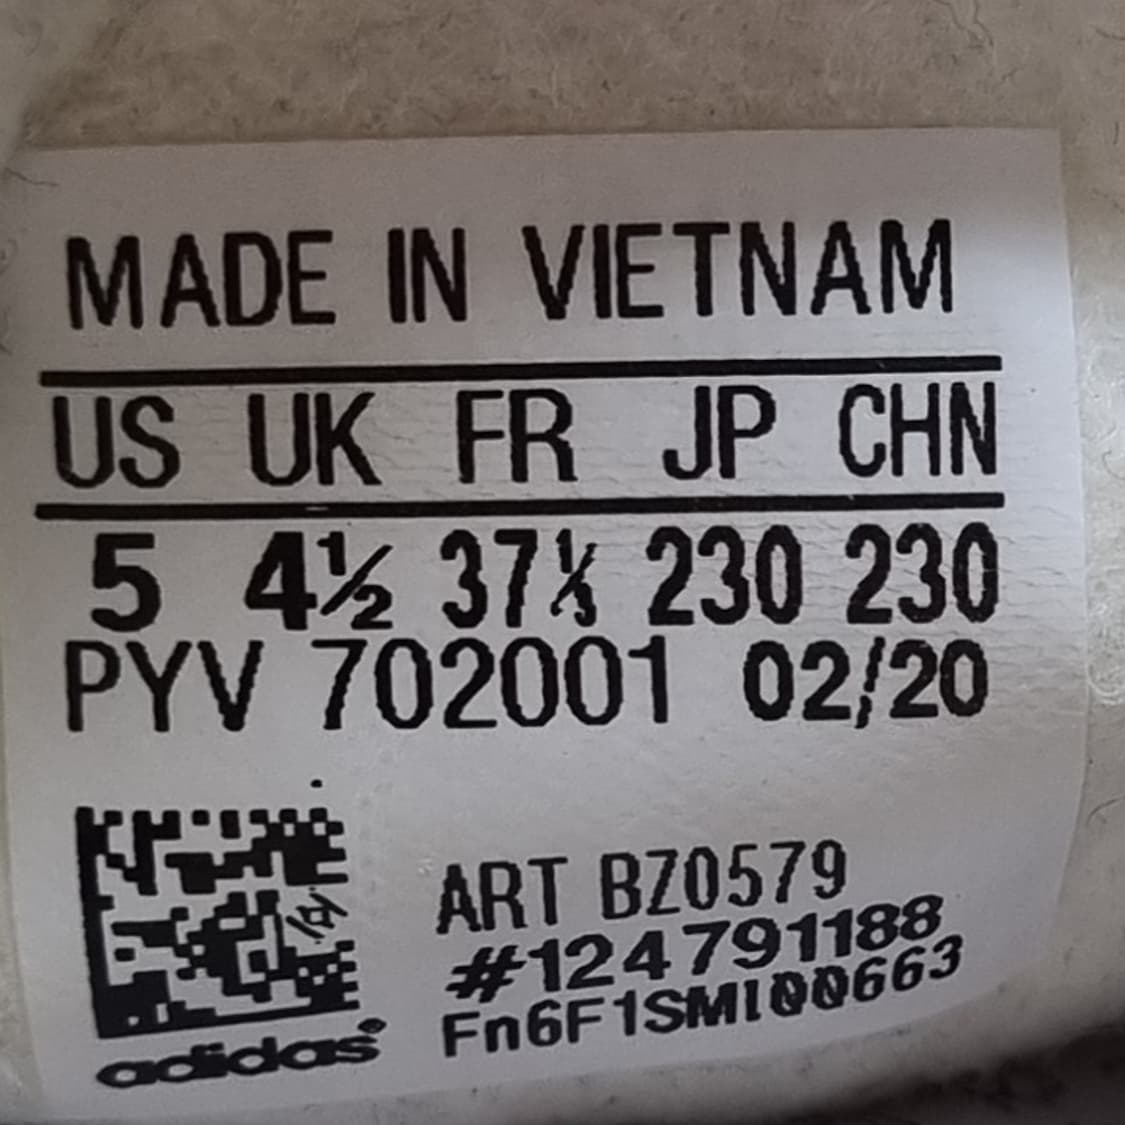 MADE IN VIETNAM
US UK FR JP CHN
5 4½ 37⅓ 230 230
PYV 702001 02/20
ART BZ0579
#124791188
Fn6F1SMI00663
adidas®